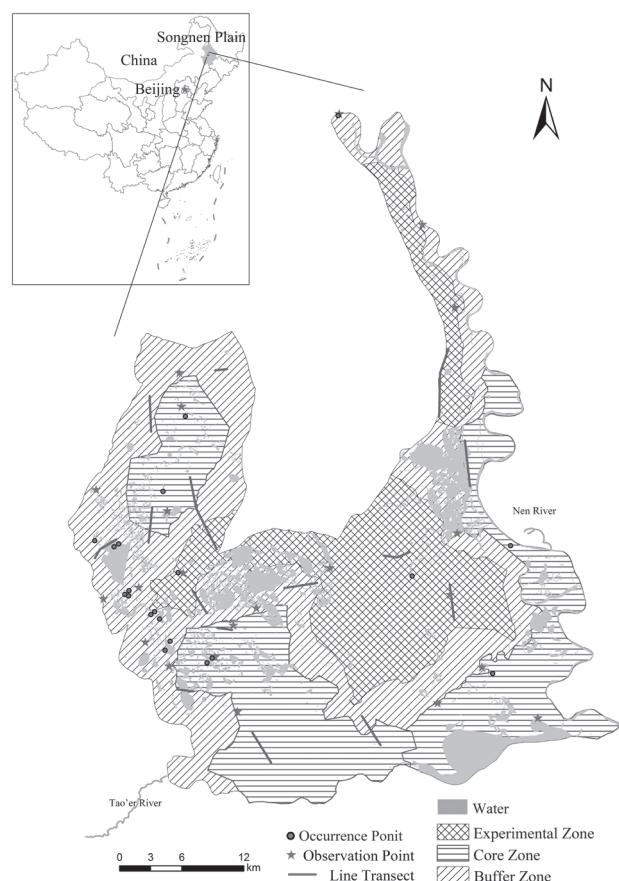 Songnen Plain
China
Beijing
N
Nen River
Tao'er River
Occurrence Ponit
Observation Point
Line Transect
Water
Experimental Zone
Core Zone
Buffer Zone
0 3 6 12
km